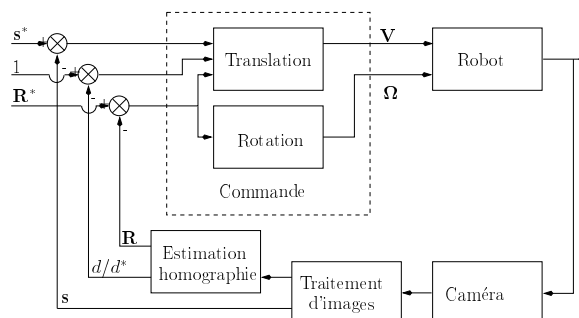 s*
+
-
1
+
-
R*
+
-
Translation
V
Robot
Ω
Rotation
Commande
R
Estimation
homographie
d/d*
s
Traitement
d'images
Caméra